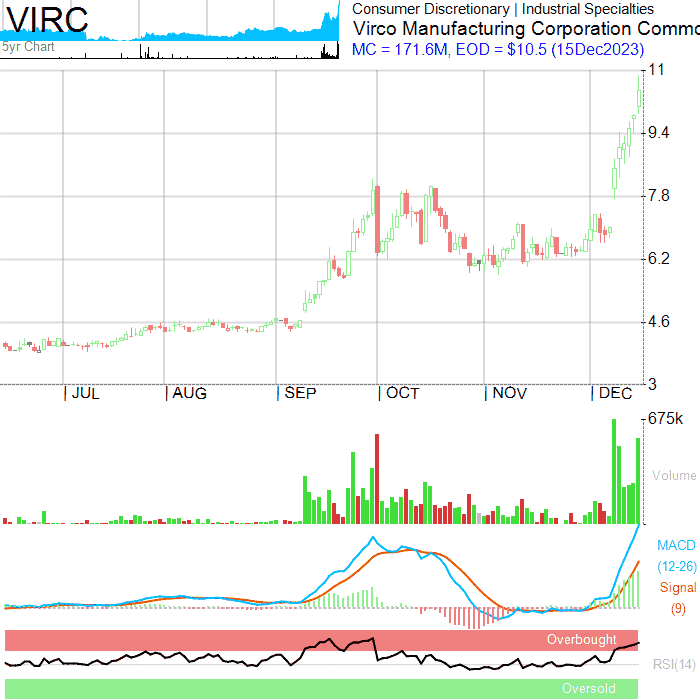 VIRC
5yr Chart
Consumer Discretionary | Industrial Specialties
Virco Manufacturing Corporation Commo
MC = 171.6M, EOD = $10.5 (15Dec2023)
11
9.4
7.8
6.2
4.6
3
| JUL | AUG | SEP | OCT | NOV | DEC
675k
Volume
MACD
(12-26)
Signal
(9)
Overbought
RSI(14)
Oversold